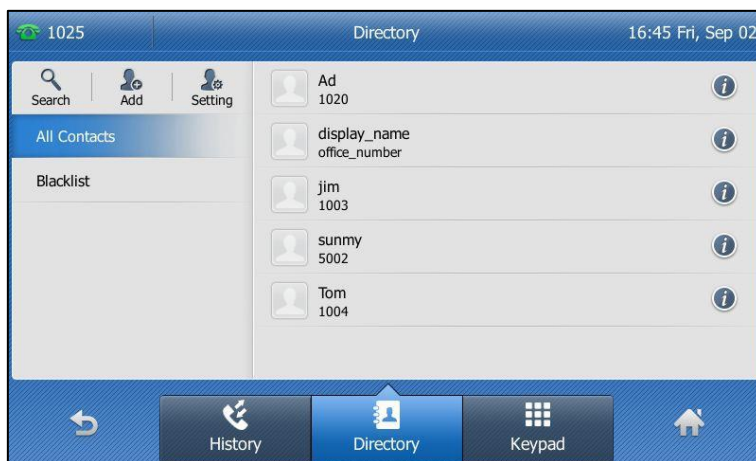 1025
Directory
16:45 Fri, Sep 02
Search
Add
Setting
All Contacts
Blacklist
Ad
1020
display_name
office_number
jim
1003
sunmy
5002
Tom
1004
History
Directory
Keypad